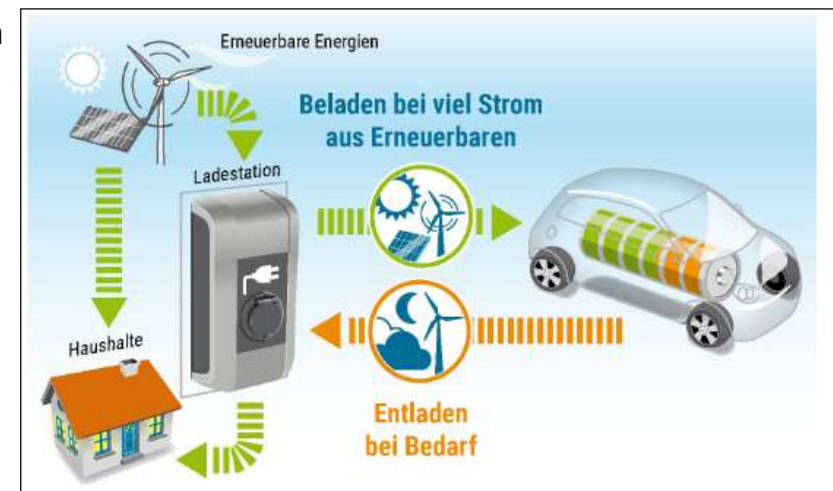 Erneuerbare Energien
Beladen bei viel Strom
aus Erneuerbaren
Ladestation
Haushalte
Entladen
bei Bedarf